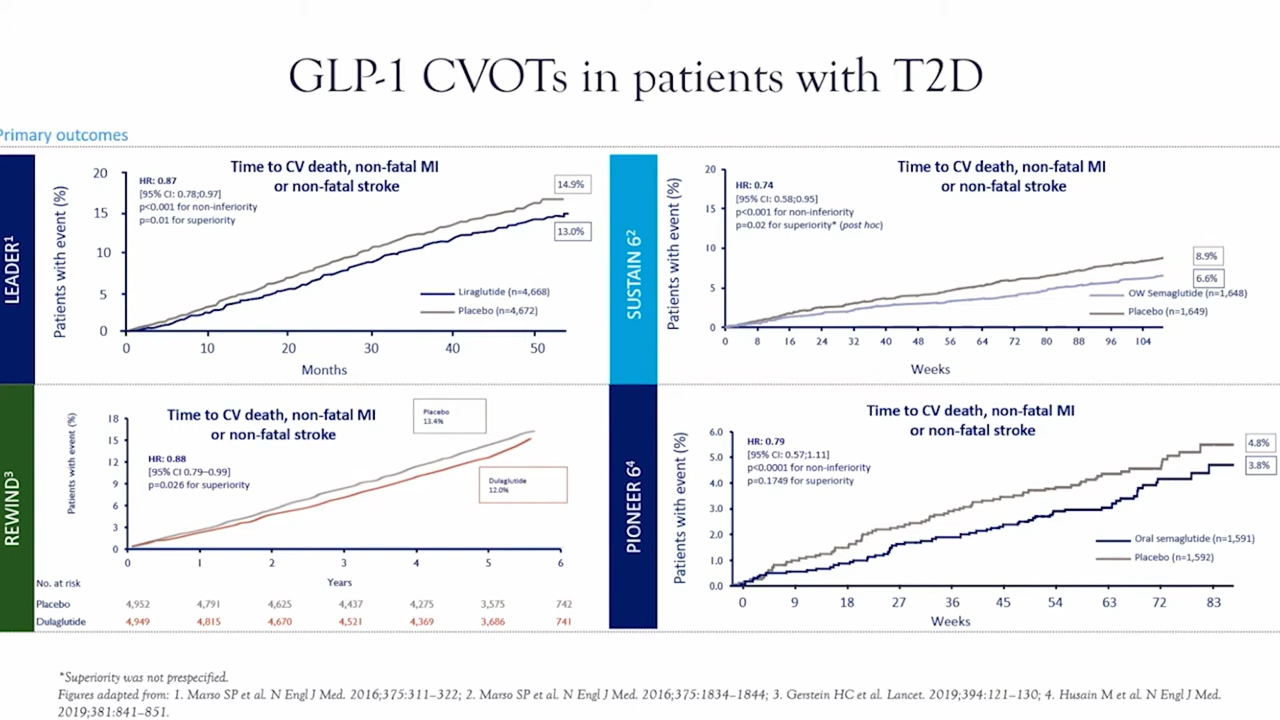 GLP-1 CVOTs in patients with T2D
Primary outcomes
LEADER1
Time to CV death, non-fatal MI
or non-fatal stroke
HR: 0.87
[95% CI: 0.78;0.97]
p<0.001 for non-inferiority
p=0.01 for superiority
Patients with event (%)
20
15
10
5
0
14.9%
13.0%
Liraglutide (n=4,668)
Placebo (n=4,672)
0 10 20 30 40 50
Months
SUSTAIN 6²
Time to CV death, non-fatal MI
or non-fatal stroke
HR: 0.74
[95% CI: 0.58;0.95]
p<0.001 for non-inferiority
p=0.02 for superiority* (post hoc)
Patients with event (%)
20
15
10
5
0
8.9%
6.6%
OW Semaglutide (n=1,648)
Placebo (n=1,649)
0 8 16 24 32 40 48 56 64 72 80 88 96 104
Weeks
REWIND³
Time to CV death, non-fatal MI
or non-fatal stroke
HR: 0.88
[95% CI 0.79–0.99]
p=0.026 for superiority
Patients with event (%)
18
15
12
9
6
3
0
Placebo
13.4%
Dulaglutide
12.0%
0 1 2 3 4 5 6
Years
No. at risk
Placebo 4,952 4,791 4,625 4,437 4,275 3,575 742
Dulaglutide 4,949 4,815 4,670 4,521 4,369 3,686 741
PIONEER 6⁴
Time to CV death, non-fatal MI
or non-fatal stroke
HR: 0.79
[95% CI: 0.57;1.11]
p<0.0001 for non-inferiority
p=0.1749 for superiority
Patients with event (%)
6.0
5.0
4.0
3.0
2.0
1.0
0.0
4.8%
3.8%
Oral semaglutide (n=1,591)
Placebo (n=1,592)
0 9 18 27 36 45 54 63 72 83
Weeks
*Superiority was not prespecified.
Figures adapted from: 1. Marso SP et al. N Engl J Med. 2016;375:311–322; 2. Marso SP et al. N Engl J Med. 2016;375:1834–1844; 3. Gerstein HC et al. Lancet. 2019;394:121–130; 4. Husain M et al. N Engl J Med.
2019;381:841–851.